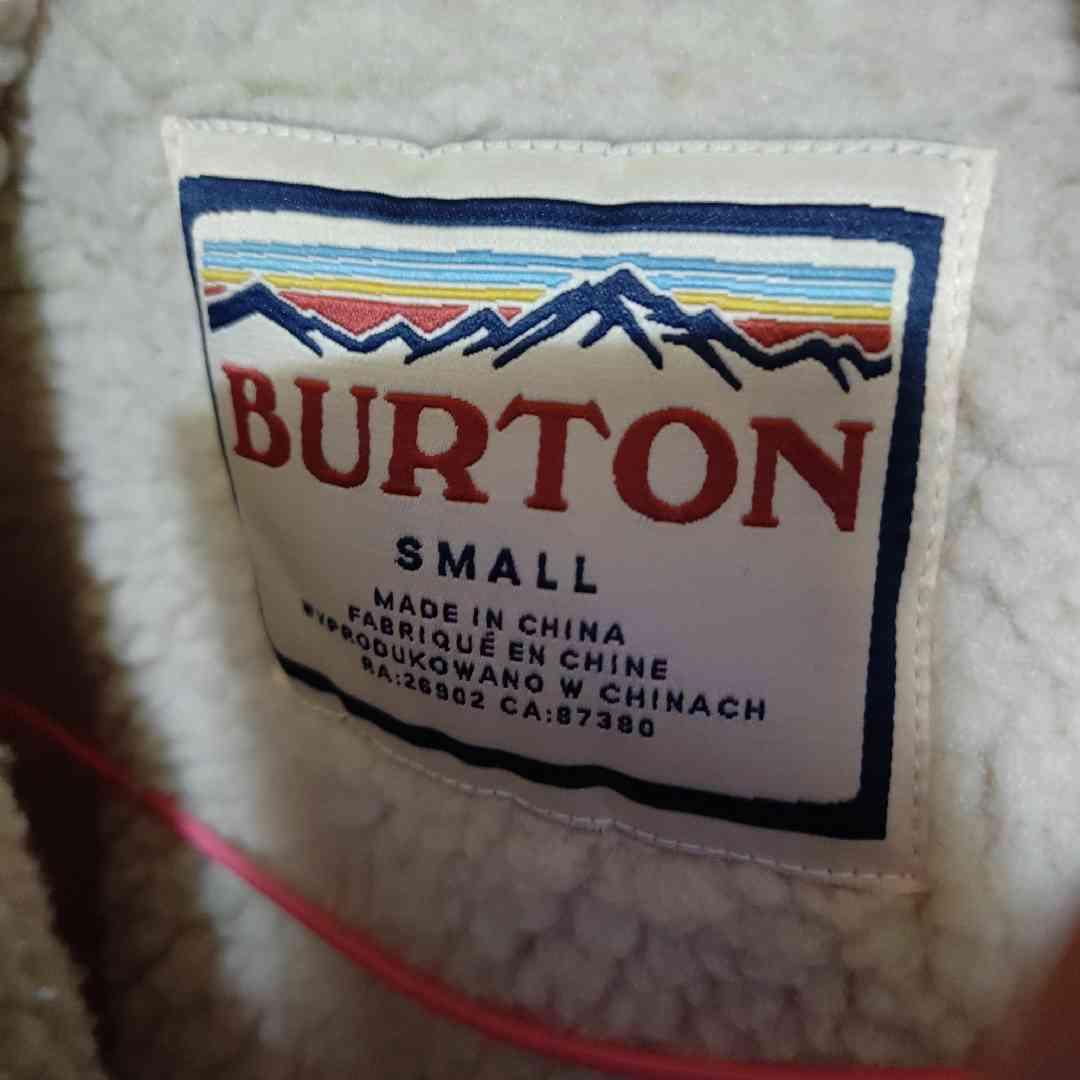 BURTON
SMALL
MADE IN CHINA
FABRIQUÉ EN CHINE
WYPRODUKOWANO W CHINACH
RA:26902 CA:87380